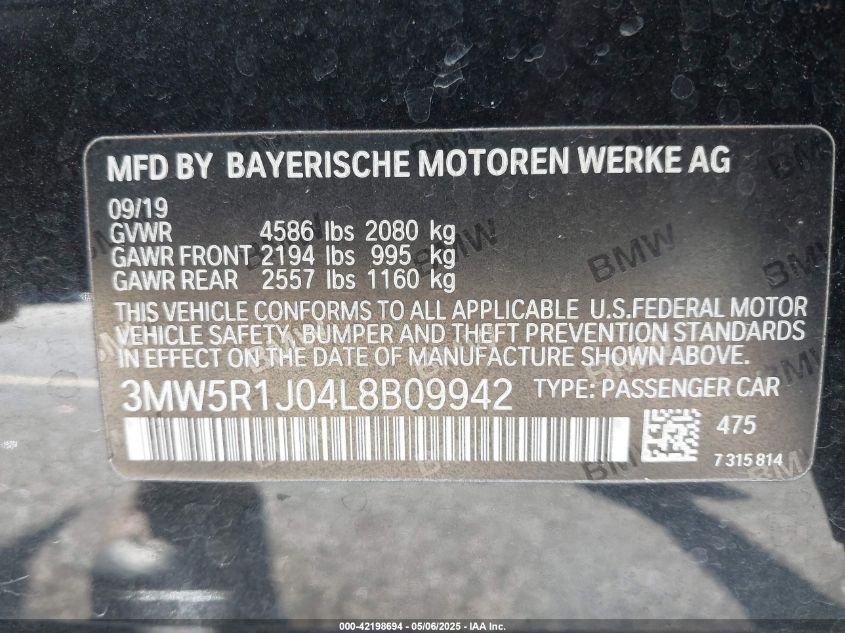 MFD BY BAYERISCHE MOTOREN WERKE AG
09/19
GVWR 4586 lbs 2080 kg
GAWR FRONT 2194 lbs 995 kg
GAWR REAR 2557 lbs 1160 kg
THIS VEHICLE CONFORMS TO ALL APPLICABLE U.S.FEDERAL MOTOR
VEHICLE SAFETY, BUMPER AND THEFT PREVENTION STANDARDS
IN EFFECT ON THE DATE OF MANUFACTURE SHOWN ABOVE.
3MW5R1J04L8B09942 TYPE: PASSENGER CAR
475
7 315 814
000-42198694 - 05/06/2025 - IAA Inc.